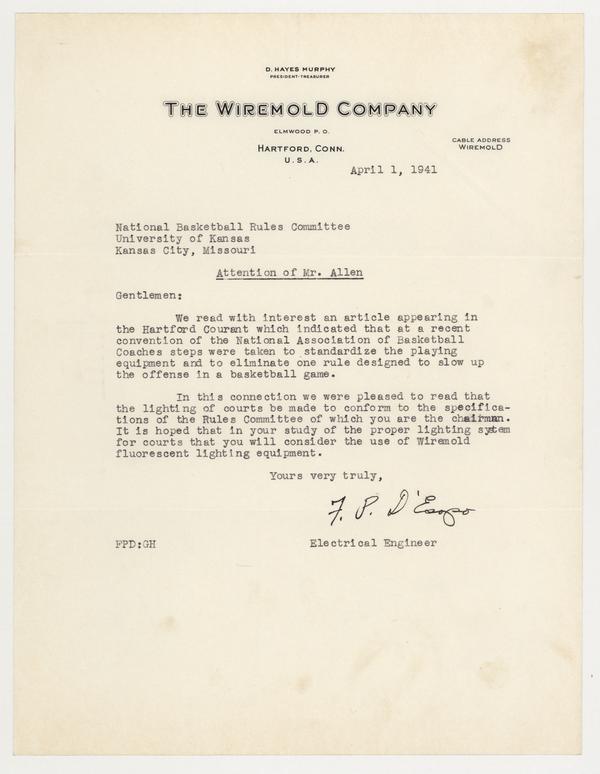 D. HAYES MURPHY
PRESIDENT-TREASURER
THE WIREMOLD COMPANY
ELMWOOD P. O.
HARTFORD, CONN.
U. S. A.
CABLE ADDRESS
WIREMOLD
April 1, 1941
National Basketball Rules Committee
University of Kansas
Kansas City, Missouri
Attention of Mr. Allen
Gentlemen:
We read with interest an article appearing in
the Hartford Courant which indicated that at a recent
convention of the National Association of Basketball
Coaches steps were taken to standardize the playing
equipment and to eliminate one rule designed to slow up
the offense in a basketball game.
In this connection we were pleased to read that
the lighting of courts be made to conform to the specifica-
tions of the Rules Committee of which you are the chairman.
It is hoped that in your study of the proper lighting system
for courts that you will consider the use of Wiremold
fluorescent lighting equipment.
Yours very truly,
F. P. D'Esopo
FPD:GH
Electrical Engineer